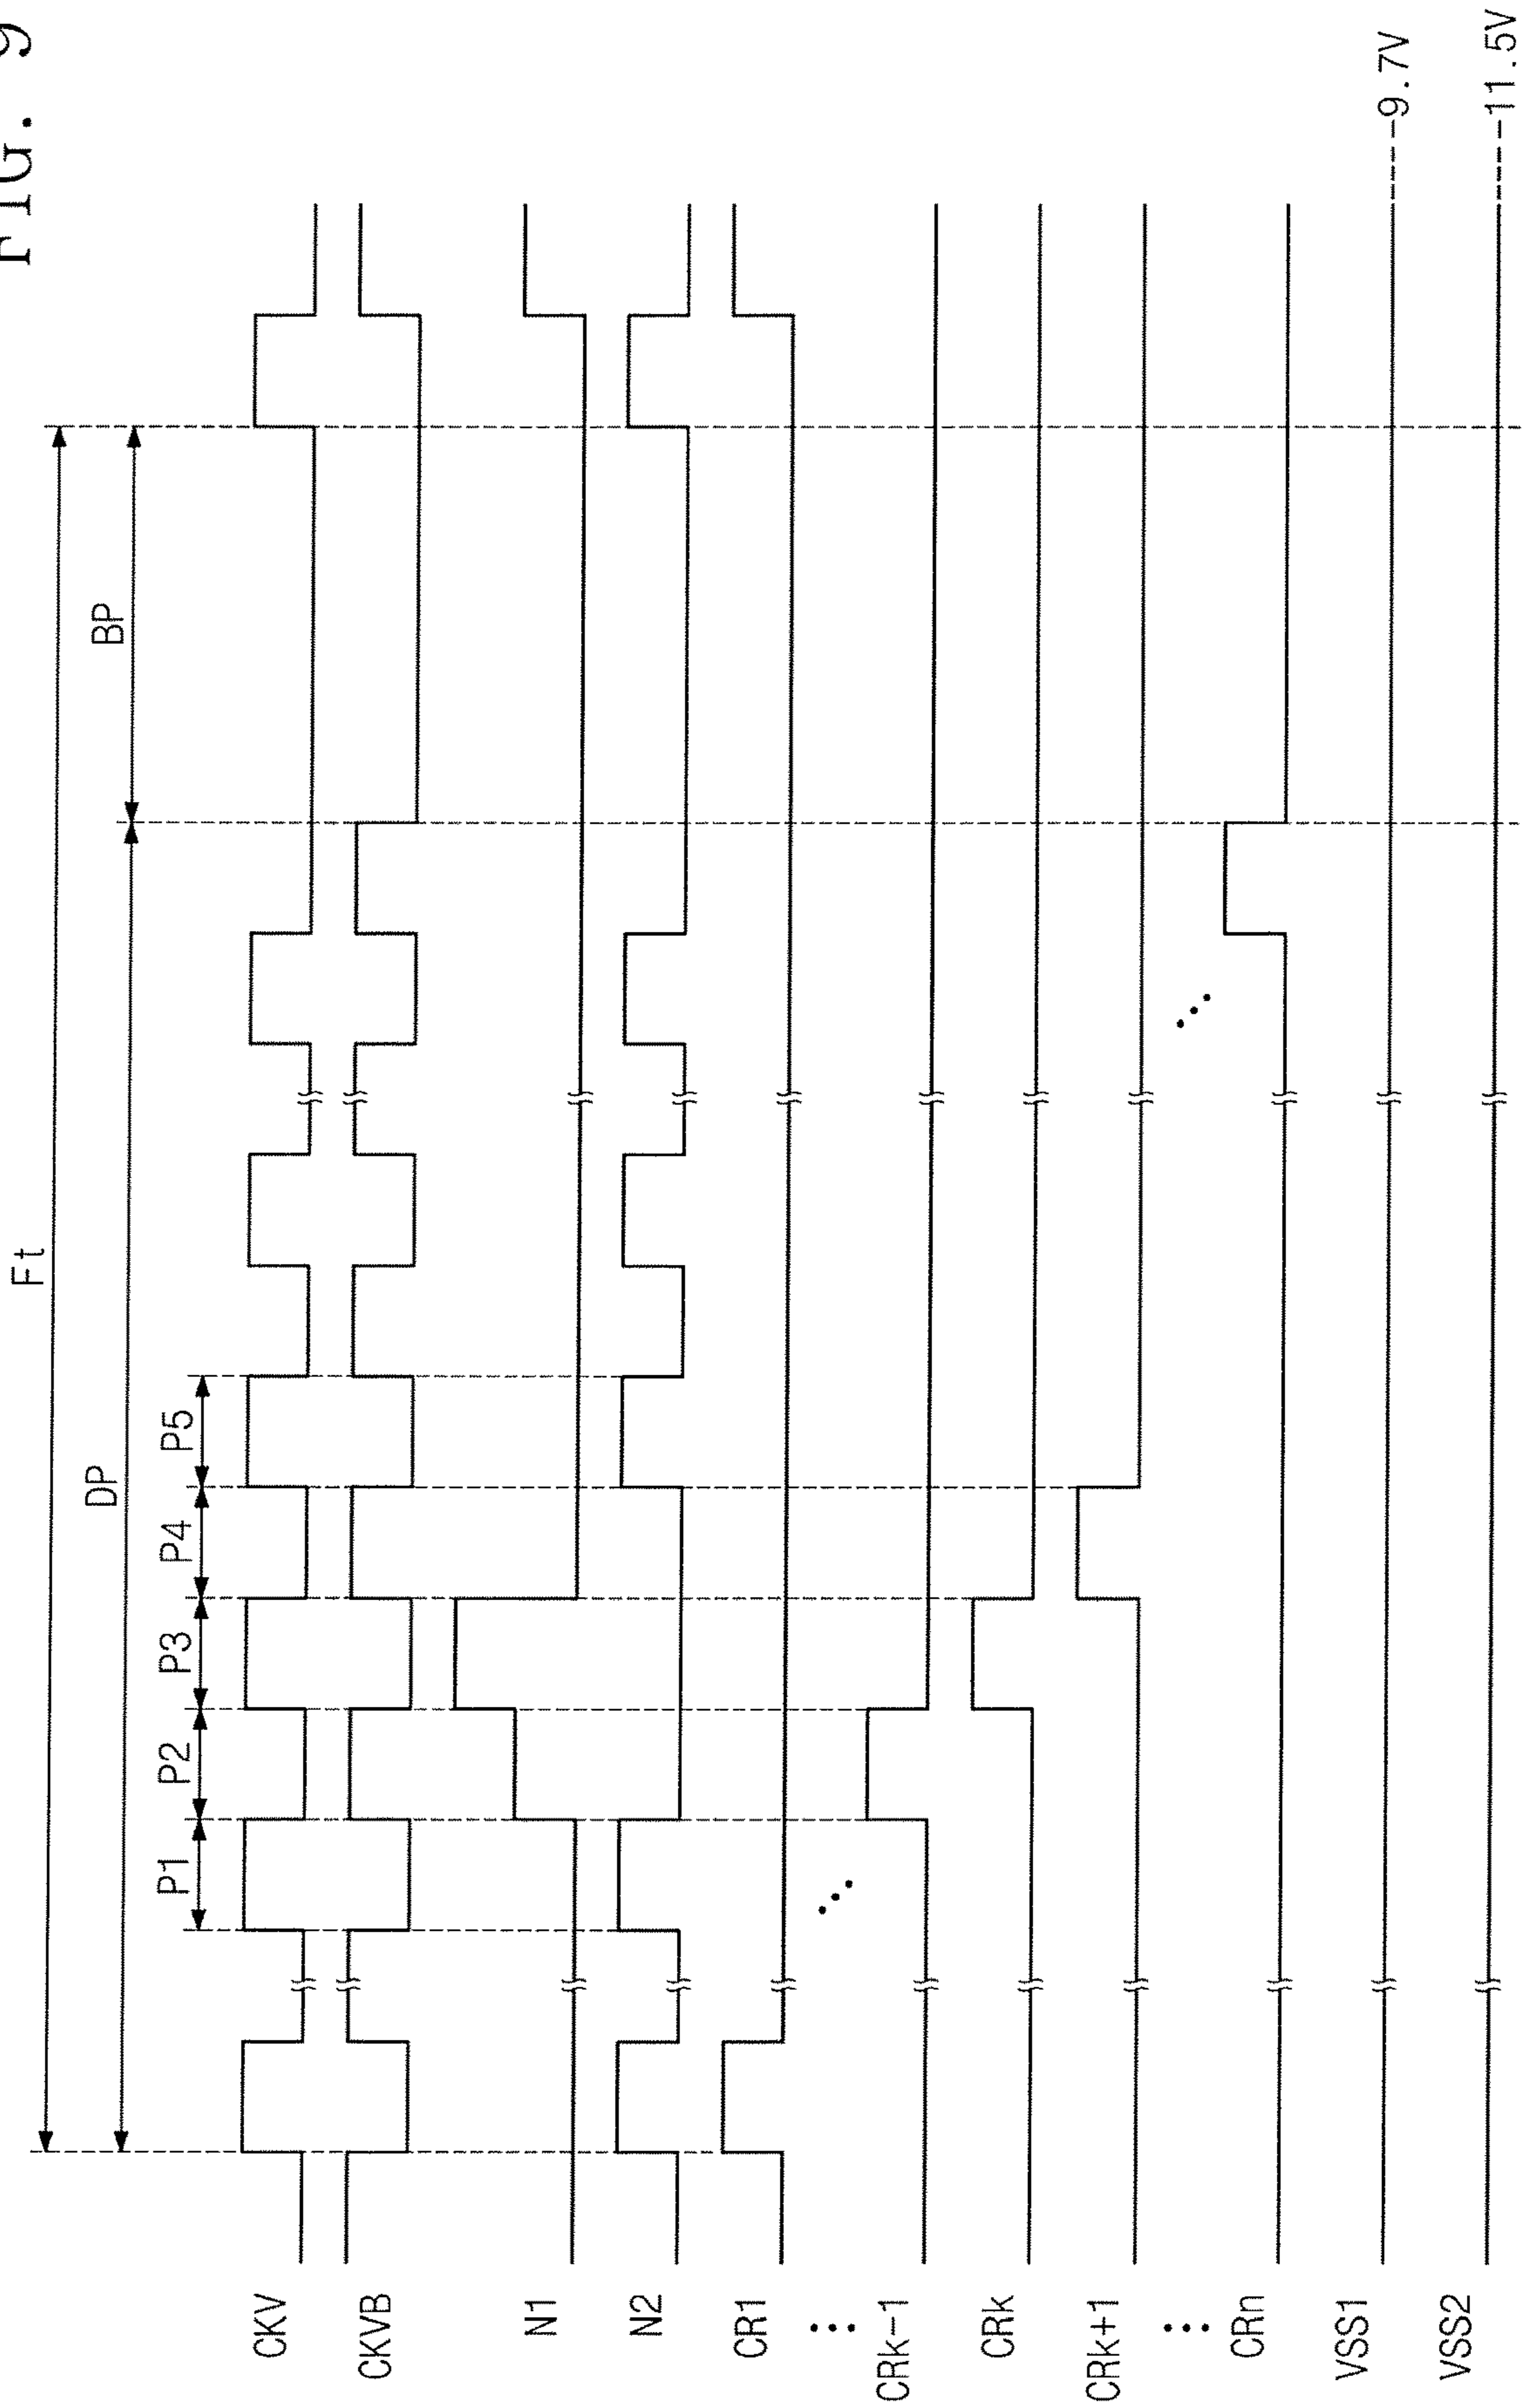 FIG. 9
Ft
DP
BP
P1
P2
P3
P4
P5
CKV
CKVB
N1
N2
CR1
⋮
CRk-1
CRk
CRk+1
⋮
CRn
VSS1
-9.7V
VSS2
-11.5V